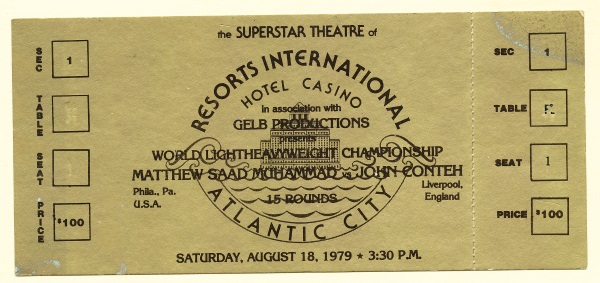 the SUPERSTAR THEATRE of
RESORTS INTERNATIONAL
HOTEL CASINO
in association with
GELB PRODUCTIONS
presents
WORLD LIGHTHEAVYWEIGHT CHAMPIONSHIP
MATTHEW SAAD MUHAMMAD vs JOHN CONTEH
Phila., Pa.
U.S.A.
Liverpool,
England
15 ROUNDS
ATLANTIC CITY
SATURDAY, AUGUST 18, 1979 * 3:30 P.M.
SEC 1
TABLE
SEAT
PRICE $100
SEC 1
TABLE
SEAT 1
PRICE $100